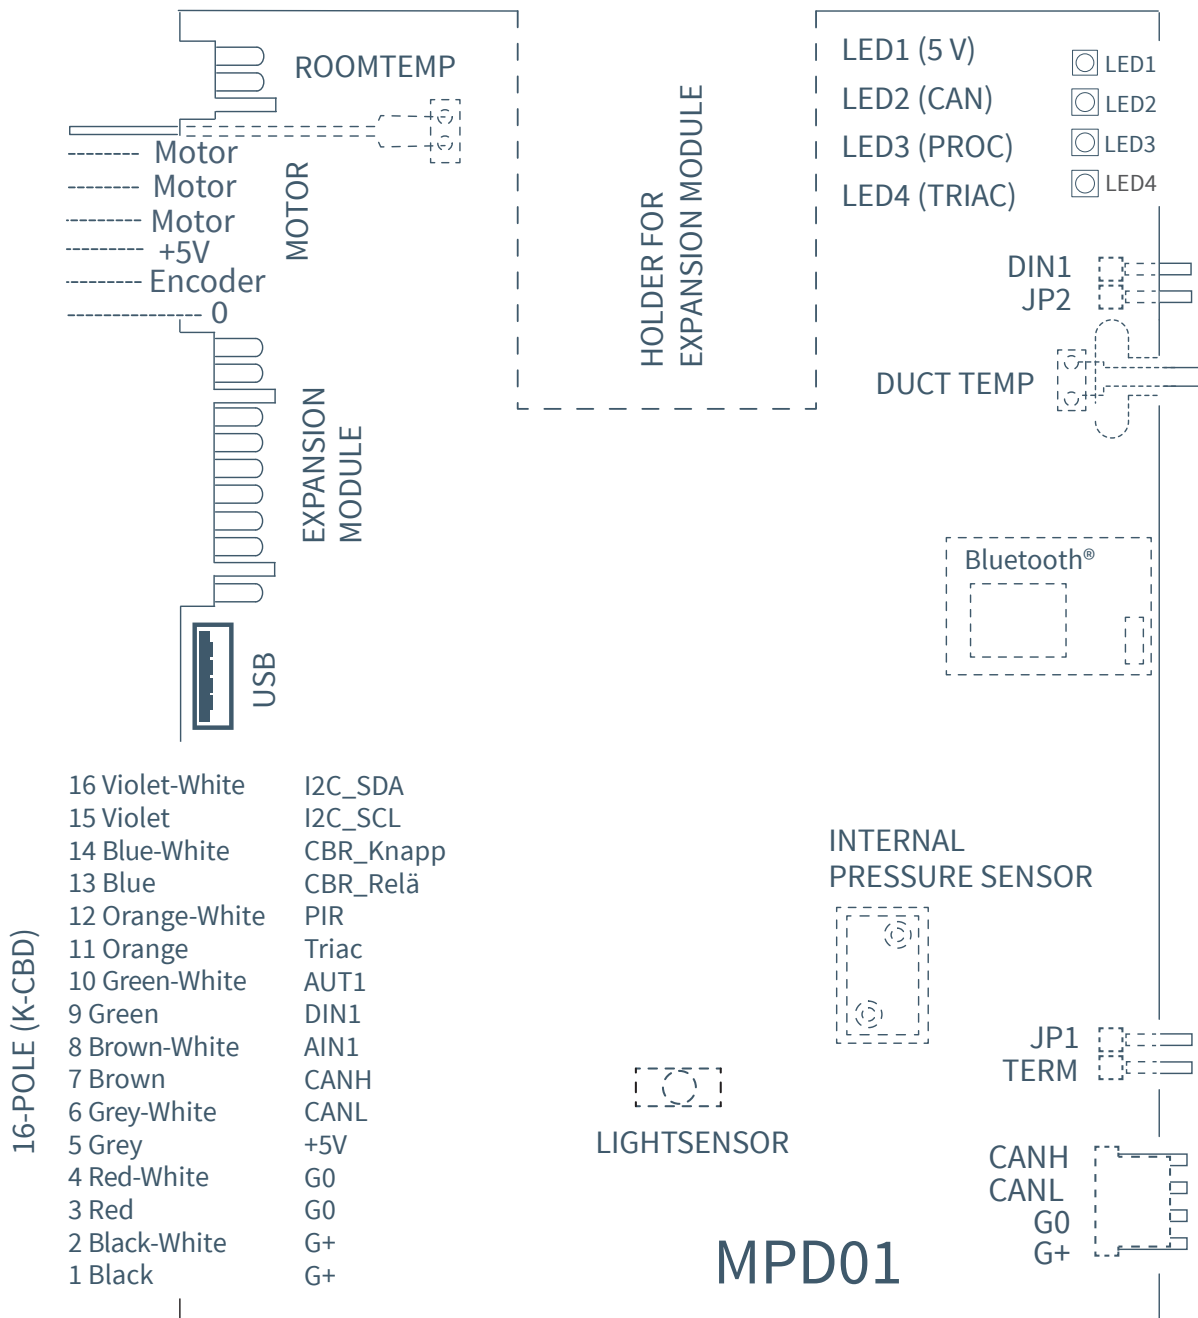 ROOMTEMP
Motor
Motor
Motor
+5V
Encoder
0
MOTOR
HOLDER FOR
EXPANSION MODULE
LED1 (5 V)
LED2 (CAN)
LED3 (PROC)
LED4 (TRIAC)
LED1
LED2
LED3
LED4
DIN1
JP2
DUCT TEMP
EXPANSION
MODULE
Bluetooth®
USB
16-POLE (K-CBD)
16 Violet-White I2C_SDA
15 Violet I2C_SCL
14 Blue-White CBR_Knapp
13 Blue CBR_Relä
12 Orange-White PIR
11 Orange Triac
10 Green-White AUT1
9 Green DIN1
8 Brown-White AIN1
7 Brown CANH
6 Grey-White CANL
5 Grey +5V
4 Red-White G0
3 Red G0
2 Black-White G+
1 Black G+
INTERNAL
PRESSURE SENSOR
LIGHTSENSOR
JP1
TERM
CANH
CANL
G0
G+
MPD01